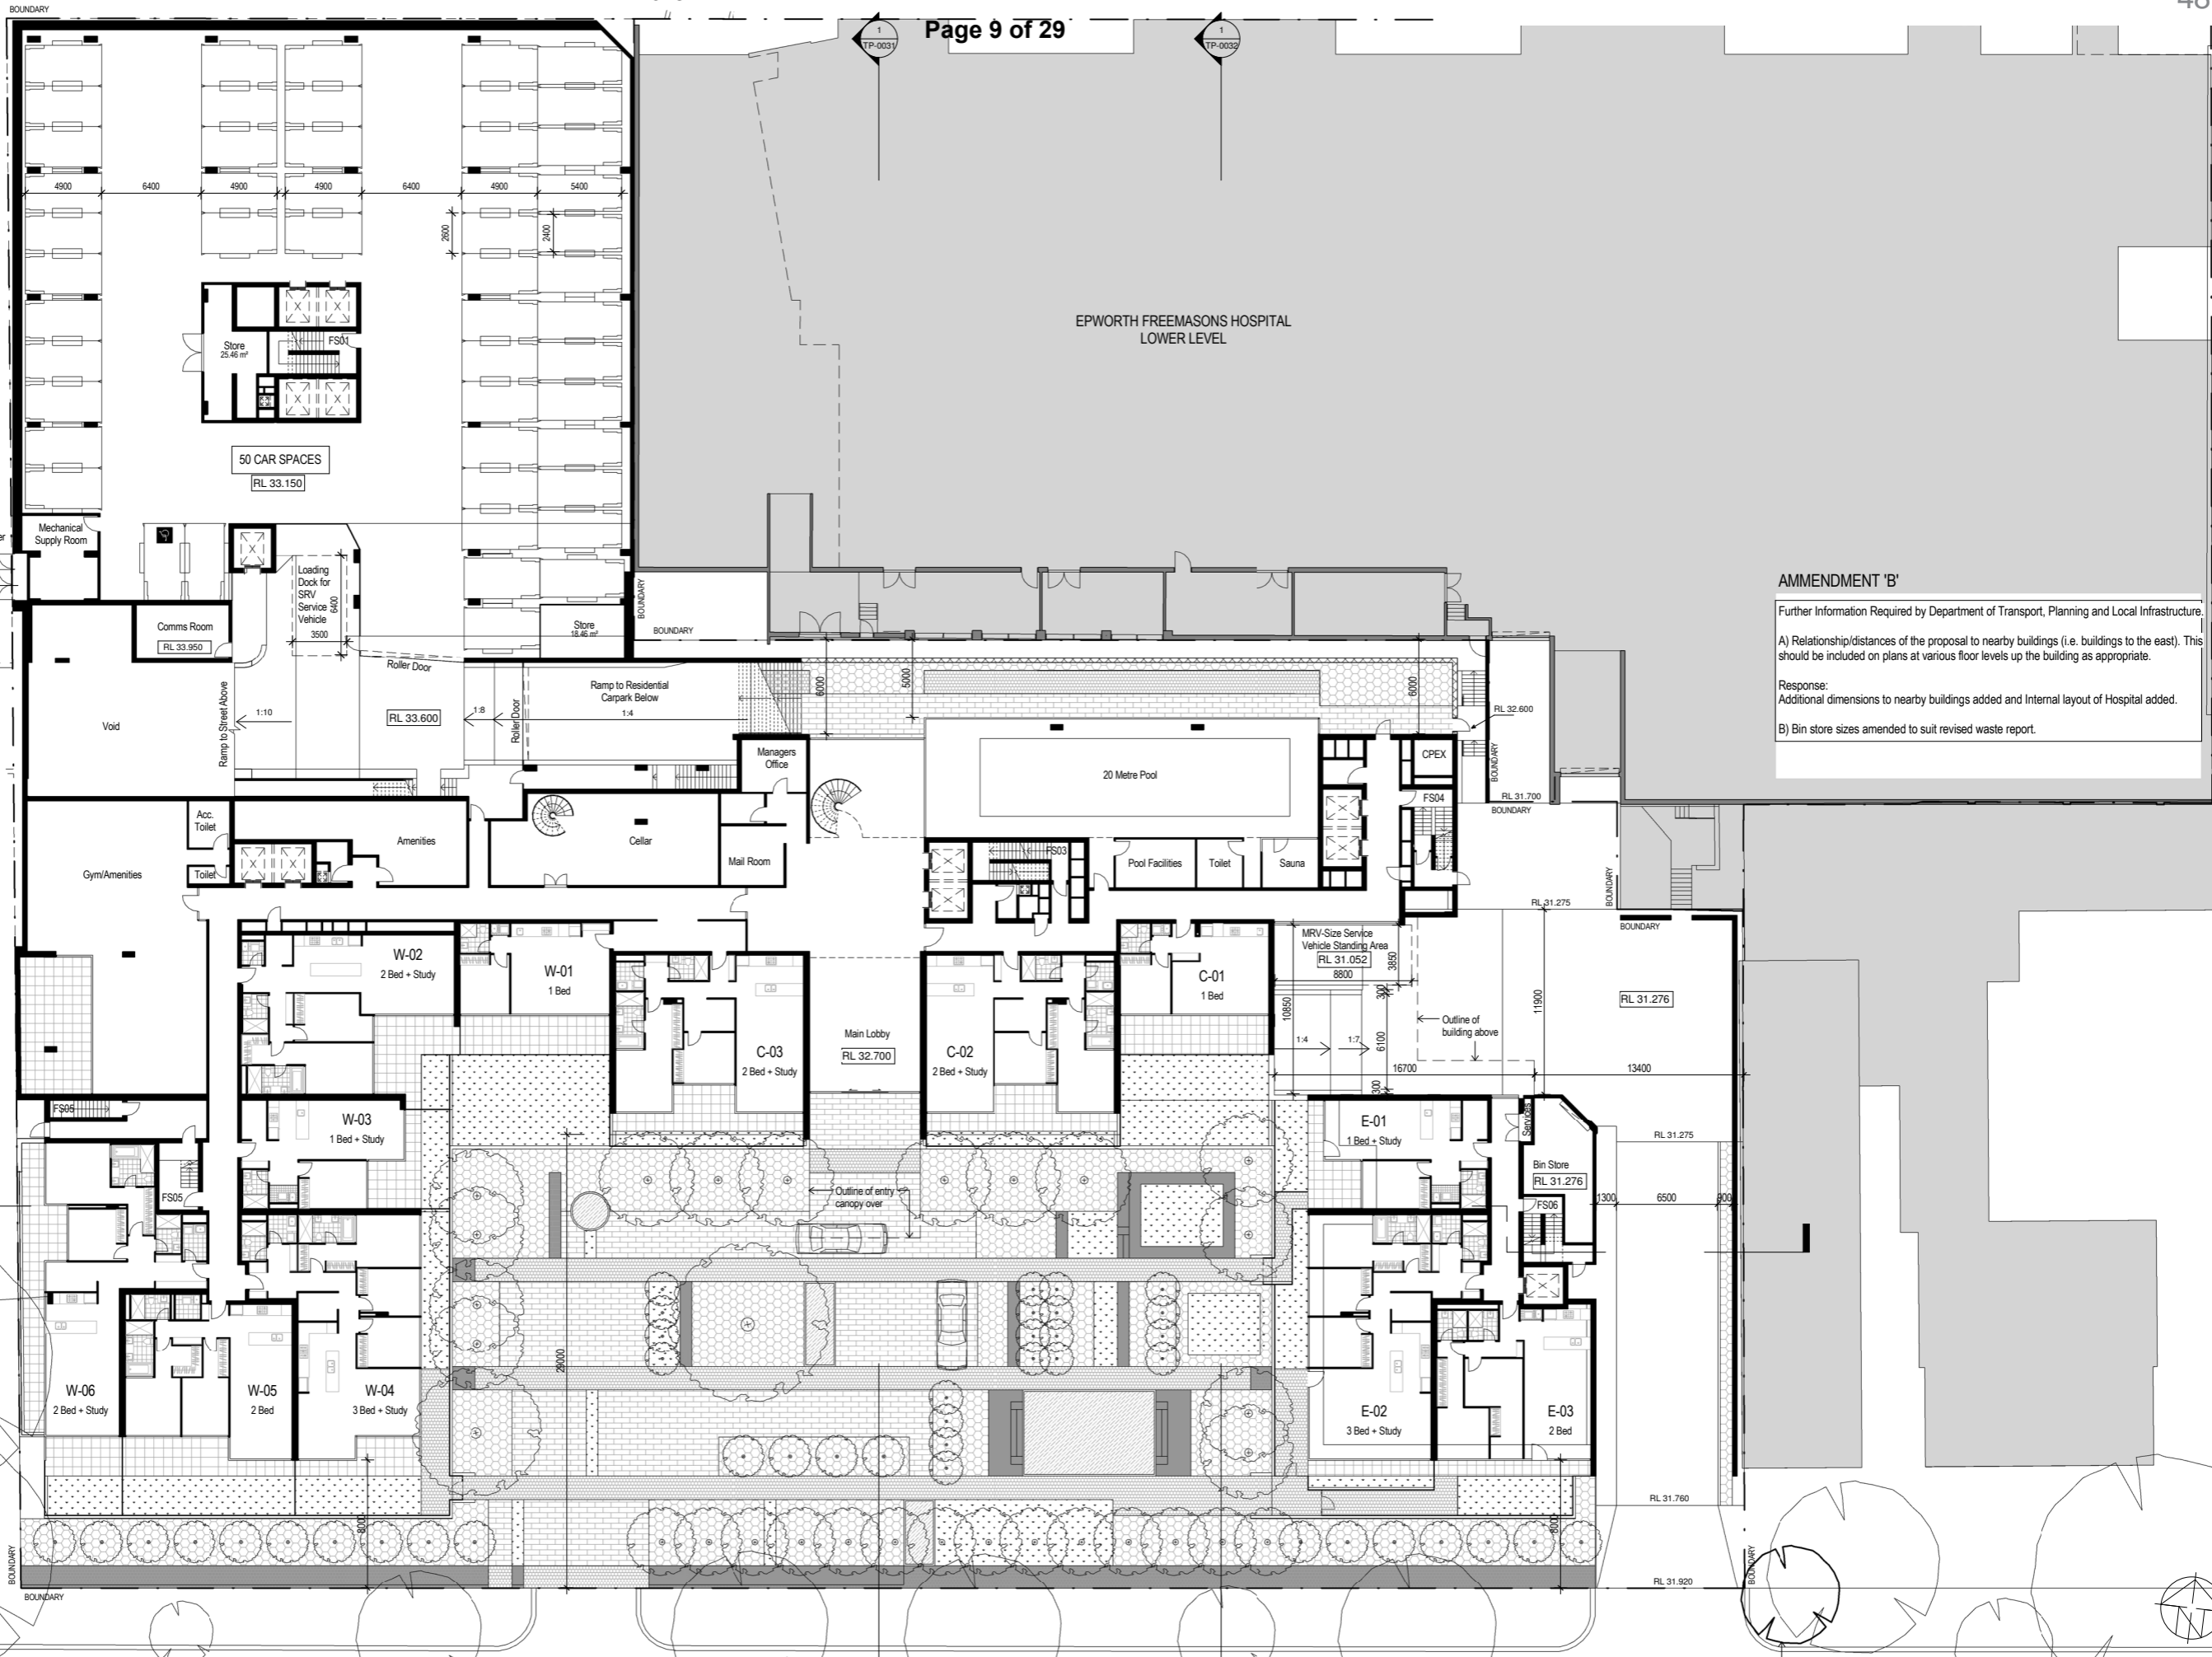 BOUNDARY
Page 9 of 29
1
TP-0031
1
TP-0032
4900
6400
4900
4900
6400
4900
5400
2600
2400
EPWORTH FREEMASONS HOSPITAL
LOWER LEVEL
Store
25.46 m²
FS01
50 CAR SPACES
RL 33.150
Mechanical
Supply Room
Loading
Dock for
SRV
Service
Vehicle
6400
3500
Comms Room
RL 33.950
Store
18.46 m²
BOUNDARY
BOUNDARY
Roller Door
AMMENDMENT 'B'
Further Information Required by Department of Transport, Planning and Local Infrastructure.
A) Relationship/distances of the proposal to nearby buildings (i.e. buildings to the east). This
should be included on plans at various floor levels up the building as appropriate.
Response:
Additional dimensions to nearby buildings added and Internal layout of Hospital added.
B) Bin store sizes amended to suit revised waste report.
Void
Ramp to Street Above
1:10
RL 33.600
1:8
Roller Door
Ramp to Residential
Carpark Below
1:4
6000
5000
6000
RL 32.600
Managers
Office
20 Metre Pool
CPEX
BOUNDARY
RL 31.700
BOUNDARY
FS04
Acc.
Toilet
Toilet
Gym/Amenities
Amenities
Cellar
Mail Room
FS03
Pool Facilities
Toilet
Sauna
BOUNDARY
RL 31.275
BOUNDARY
W-02
2 Bed + Study
W-01
1 Bed
C-03
2 Bed + Study
Main Lobby
RL 32.700
C-02
2 Bed + Study
C-01
1 Bed
MRV-Size Service
Vehicle Standing Area
RL 31.052
8800
3850
300
10850
6100
300
1:4
1:7
Outline of
building above
11900
RL 31.276
16700
13400
FS05
W-03
1 Bed + Study
FS05
E-01
1 Bed + Study
Services
Bin Store
RL 31.276
FS06
RL 31.275
1300
6500
900
Outline of entry
canopy over
29000
W-06
2 Bed + Study
W-05
2 Bed
W-04
3 Bed + Study
E-02
3 Bed + Study
E-03
2 Bed
8000
8000
RL 31.760
RL 31.920
BOUNDARY
BOUNDARY
BOUNDARY